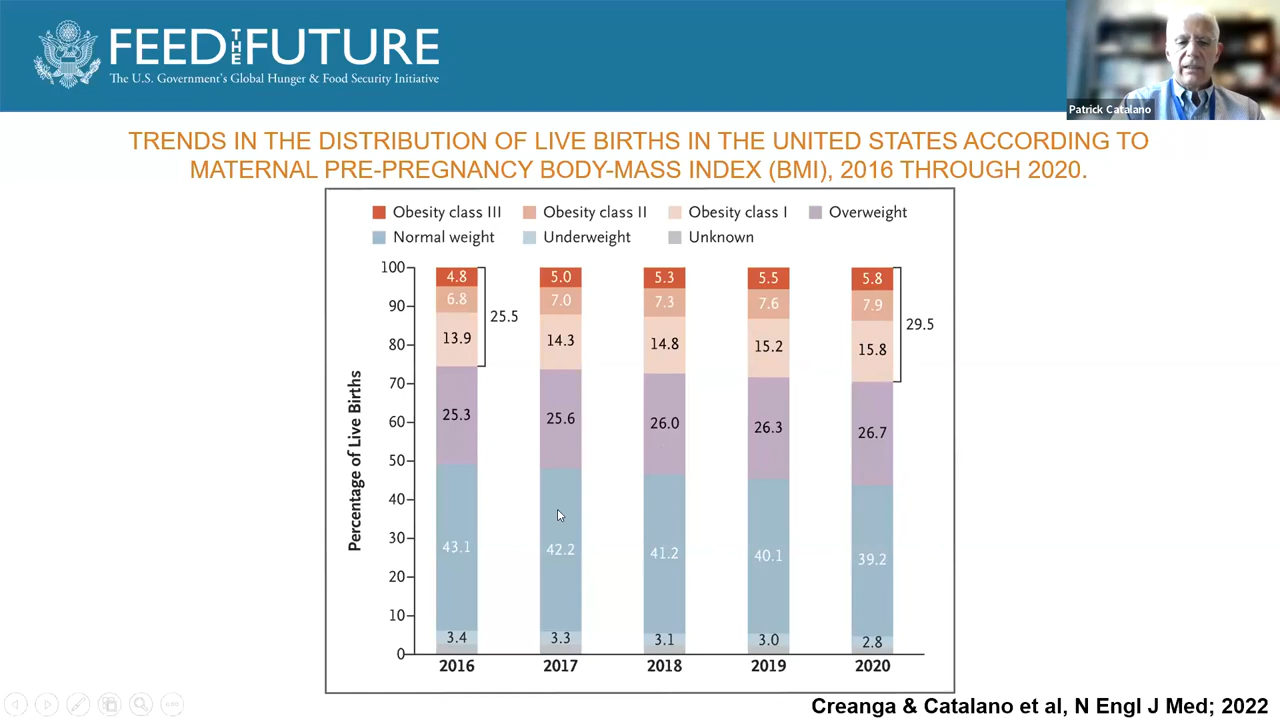 FEED THE FUTURE
The U.S. Government's Global Hunger & Food Security Initiative
Patrick Catalano
TRENDS IN THE DISTRIBUTION OF LIVE BIRTHS IN THE UNITED STATES ACCORDING TO
MATERNAL PRE-PREGNANCY BODY-MASS INDEX (BMI), 2016 THROUGH 2020.
Obesity class III Obesity class II Obesity class I Overweight
Normal weight Underweight Unknown
Percentage of Live Births
100
90
80
70
60
50
40
30
20
10
0
4.8 5.0 5.3 5.5 5.8
6.8 7.0 7.3 7.6 7.9
25.5 29.5
13.9 14.3 14.8 15.2 15.8
25.3 25.6 26.0 26.3 26.7
43.1 42.2 41.2 40.1 39.2
3.4 3.3 3.1 3.0 2.8
2016 2017 2018 2019 2020
Creanga & Catalano et al, N Engl J Med; 2022